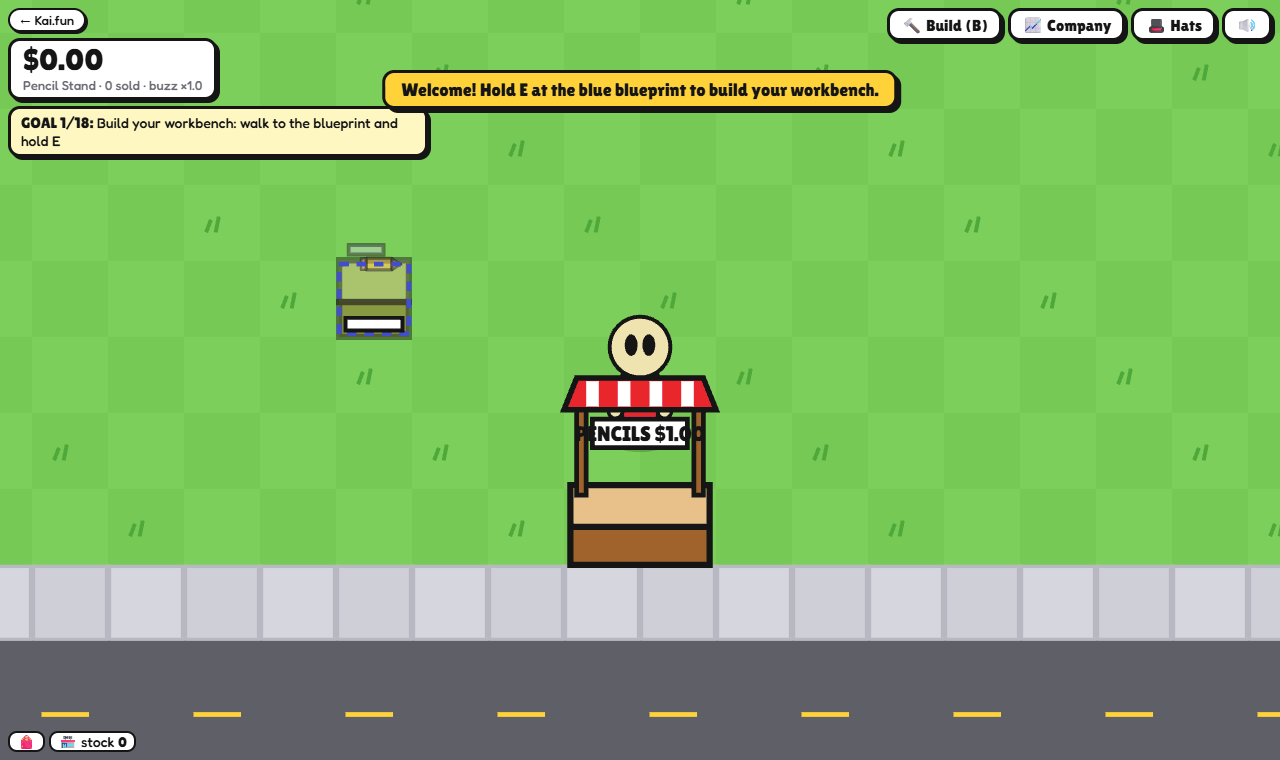 ← Kai.fun
Build (B)
Company
Hats
$0.00
Pencil Stand · 0 sold · buzz ×1.0
Welcome! Hold E at the blue blueprint to build your workbench.
GOAL 1/18: Build your workbench: walk to the blueprint and
hold E
PENCILS $1.00
stock 0